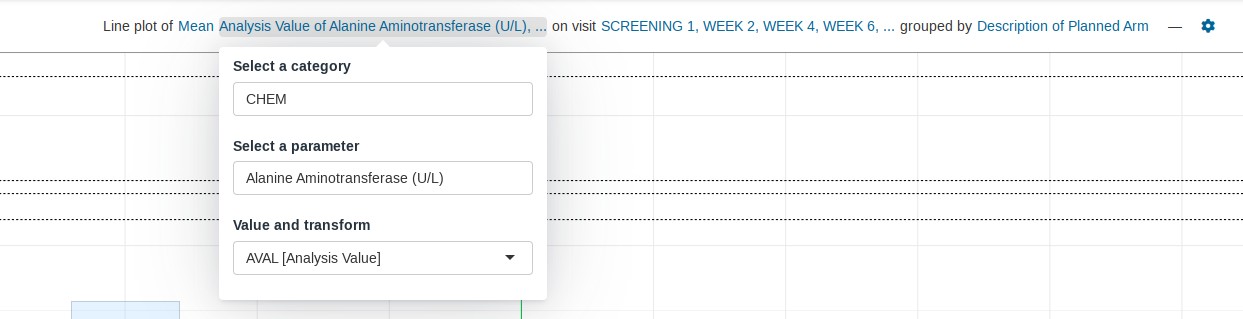 Line plot of Mean Analysis Value of Alanine Aminotransferase (U/L), ... on visit SCREENING 1, WEEK 2, WEEK 4, WEEK 6, ... grouped by Description of Planned Arm —
Select a category
CHEM
Select a parameter
Alanine Aminotransferase (U/L)
Value and transform
AVAL [Analysis Value]